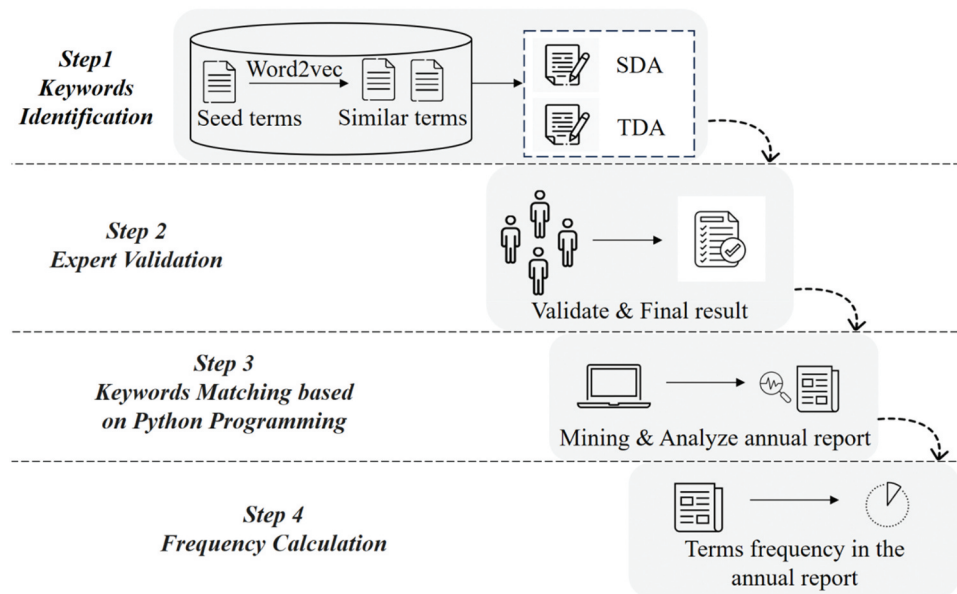 Step1
Keywords
Identification
Word2vec
Seed terms
Similar terms
SDA
TDA
Step 2
Expert Validation
Validate & Final result
Step 3
Keywords Matching based
on Python Programming
Mining & Analyze annual report
Step 4
Frequency Calculation
Terms frequency in the
annual report